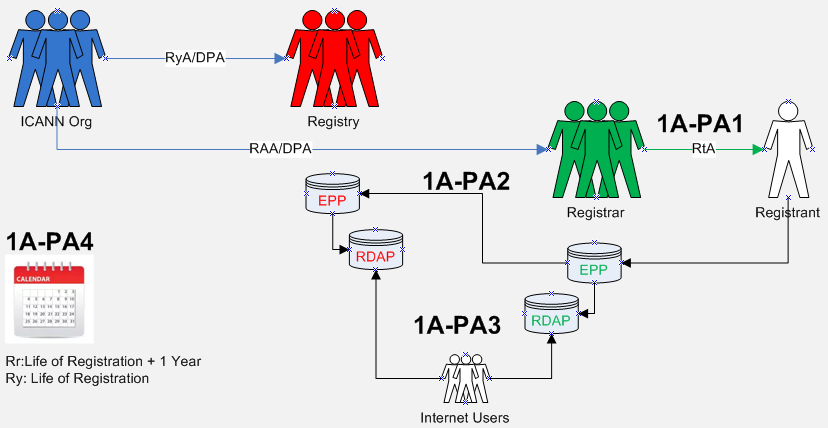 RyA/DPA
ICANN Org
Registry
1A-PA1
RAA/DPA
RtA
1A-PA2
EPP
Registrar
Registrant
1A-PA4
RDAP
EPP
CALENDAR
1A-PA3
RDAP
Rr:Life of Registration + 1 Year
Ry: Life of Registration
Internet Users